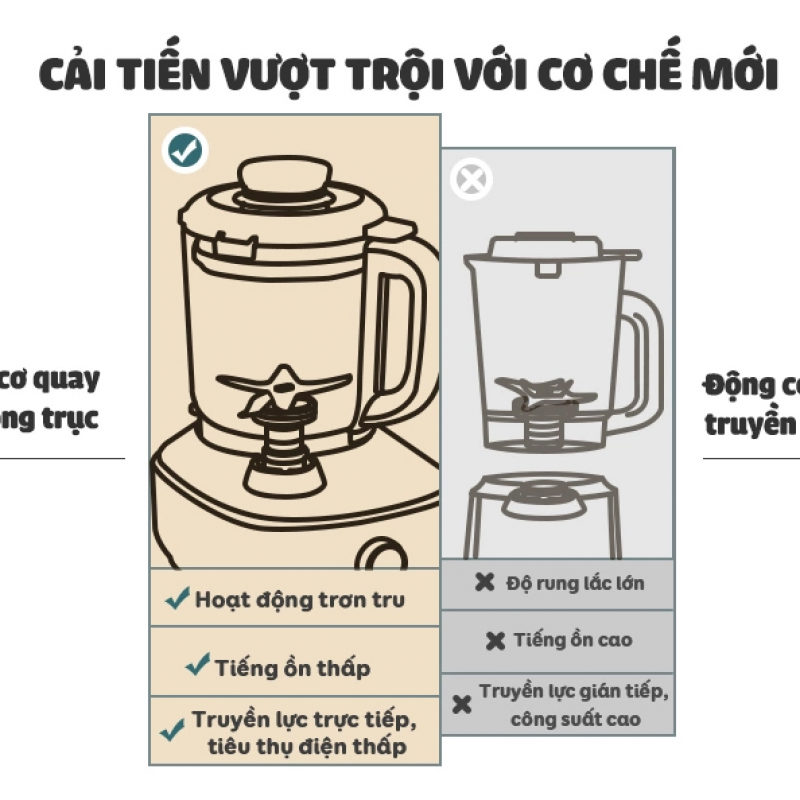 CẢI TIẾN VƯỢT TRỘI VỚI CƠ CHẾ MỚI
cơ quay
trục
Động
truyền
Hoạt động trơn tru
Tiếng ồn thấp
Truyền lực trực tiếp,
tiêu thụ điện thấp
Độ rung lắc lớn
Tiếng ồn cao
Truyền lực gián tiếp,
công suất cao